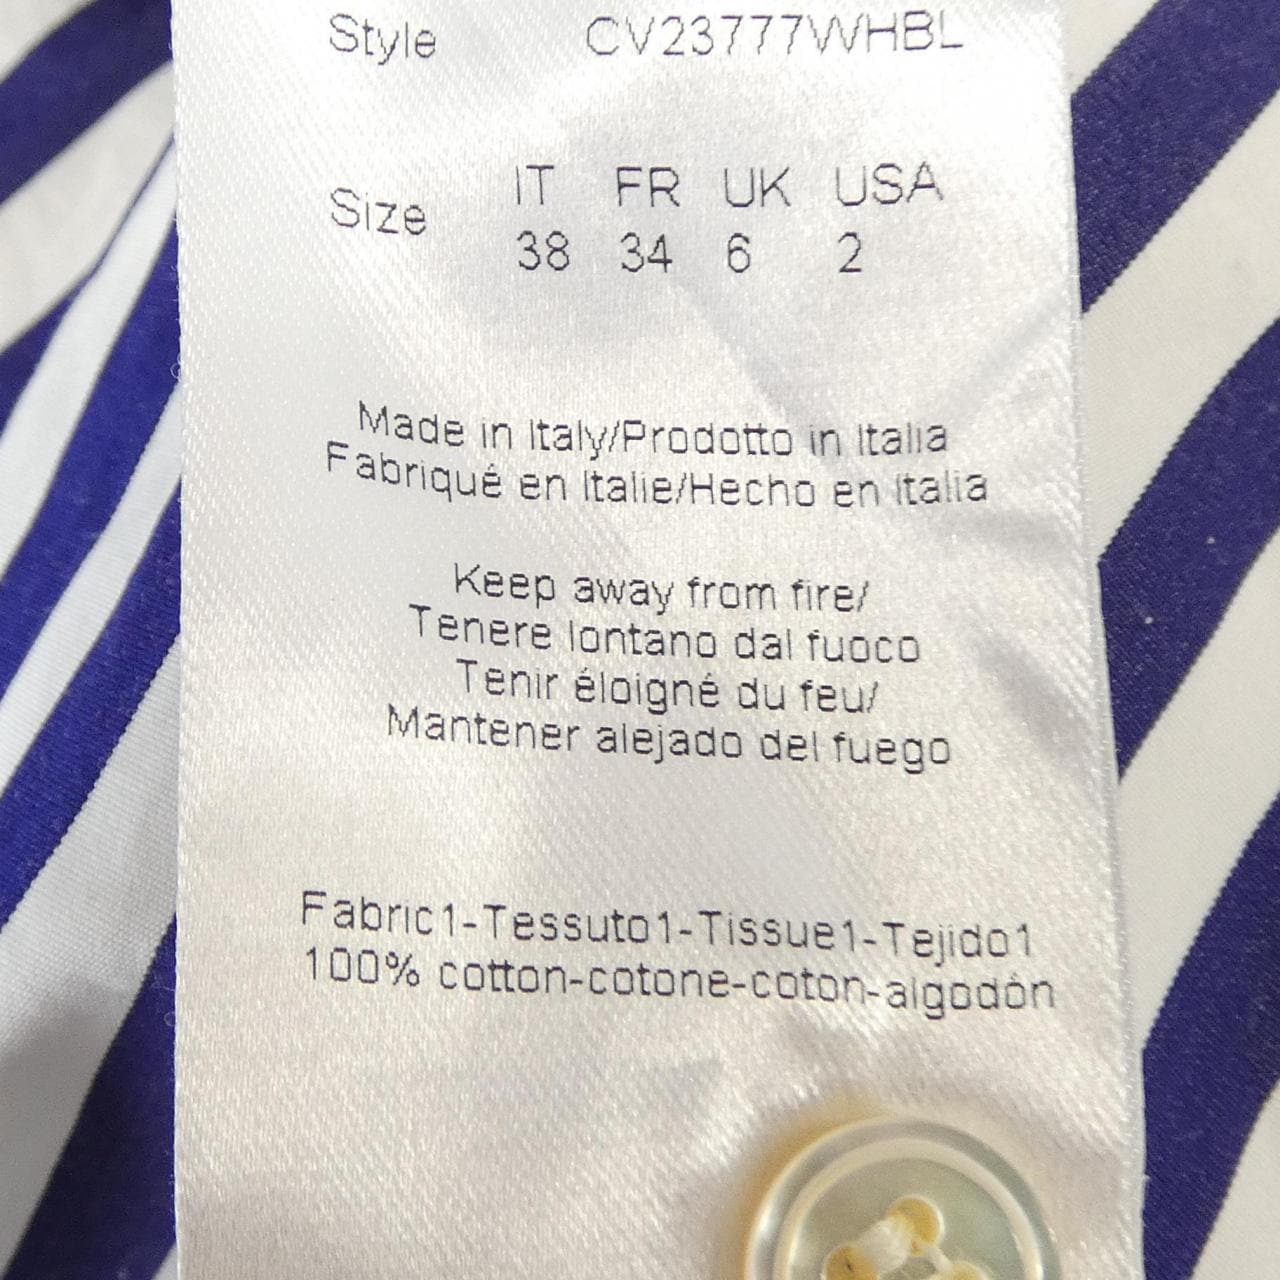 Style CV23777WHBL
Size IT FR UK USA
38 34 6 2
Made in Italy/Prodotto in Italia
Fabriqué en Italie/Hecho en Italia
Keep away from fire/
Tenere lontano dal fuoco
Tenir éloigné du feu/
Mantener alejado del fuego
Fabric1-Tessuto1-Tissue1-Tejido1
100% cotton-cotone-coton-algodón